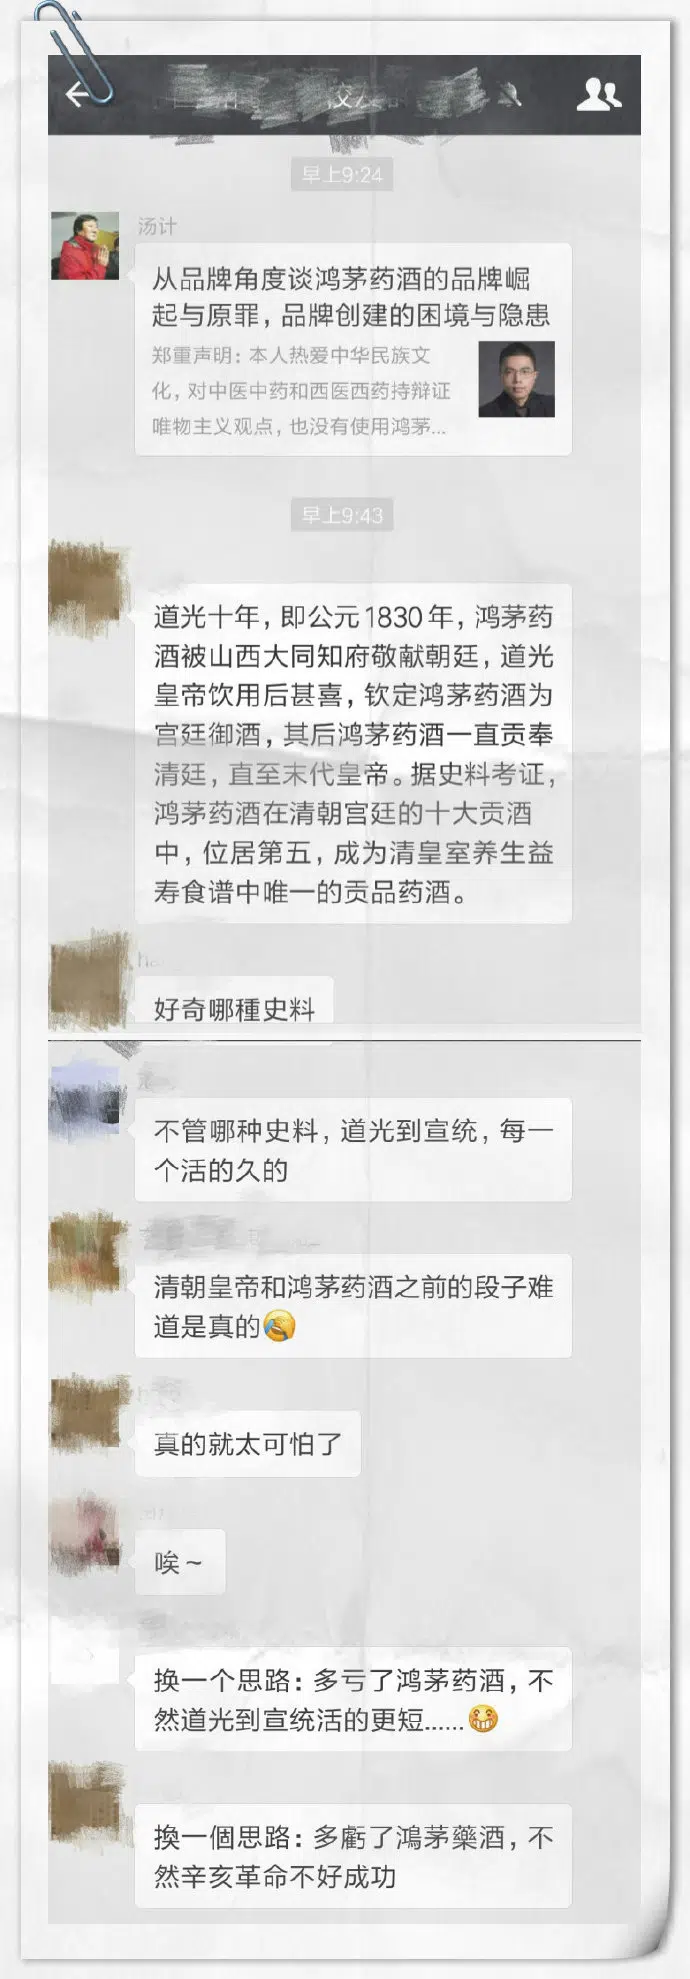 早上9:24
汤计
从品牌角度谈鸿茅药酒的品牌崛
起与原罪，品牌创建的困境与隐患
郑重声明：本人热爱中华民族文
化，对中医中药和西医西药持辩证
唯物主义观点，也没有使用鸿茅...
早上9:43
道光十年，即公元1830年，鸿茅药
酒被山西大同知府敬献朝廷，道光
皇帝饮用后甚喜，钦定鸿茅药酒为
宫廷御酒，其后鸿茅药酒一直贡奉
清廷，直至末代皇帝。据史料考证，
鸿茅药酒在清朝宫廷的十大贡酒
中，位居第五，成为清皇室养生益
寿食谱中唯一的贡品药酒。
好奇哪種史料
不管哪种史料，道光到宣统，每一
个活的久的
清朝皇帝和鸿茅药酒之前的段子难
道是真的😂
真的就太可怕了
唉～
换一个思路：多亏了鸿茅药酒，不
然道光到宣统活的更短......😁
換一個思路：多虧了鴻茅藥酒，不
然辛亥革命不好成功